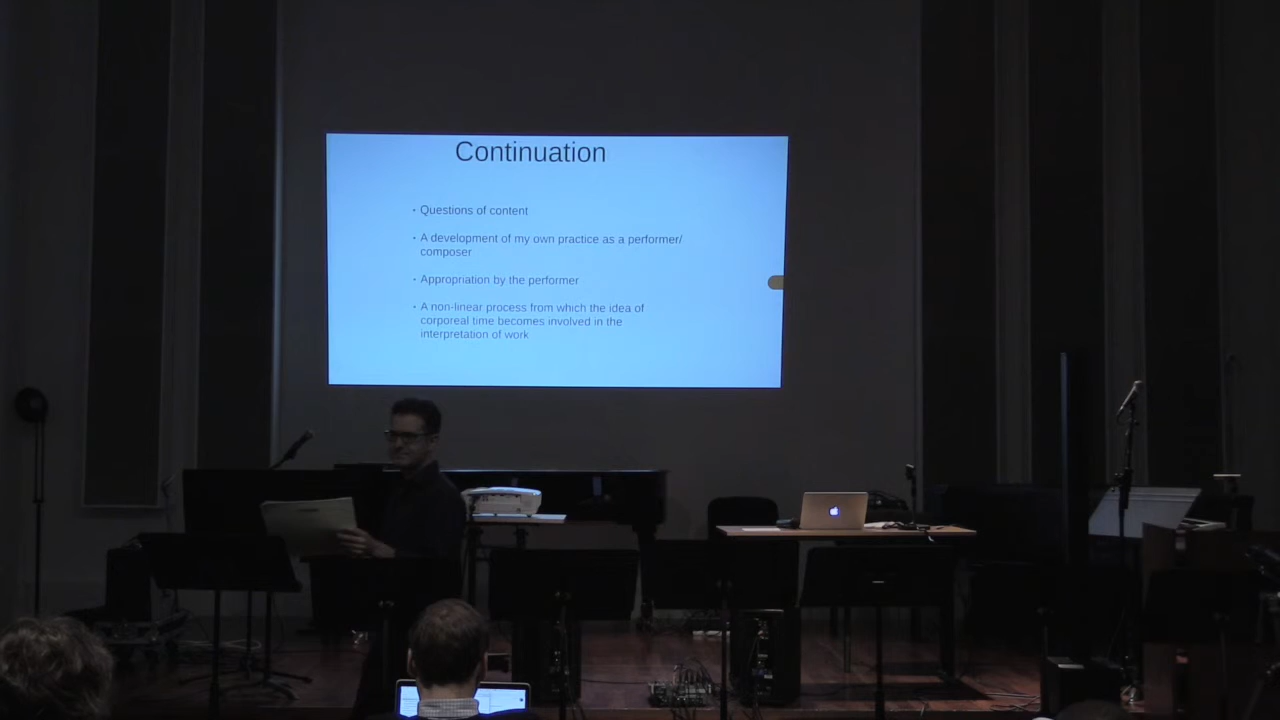 Continuation
• Questions of content
• A development of my own practice as a performer/
composer
• Appropriation by the performer
• A non-linear process from which the idea of
corporeal time becomes involved in the
interpretation of work